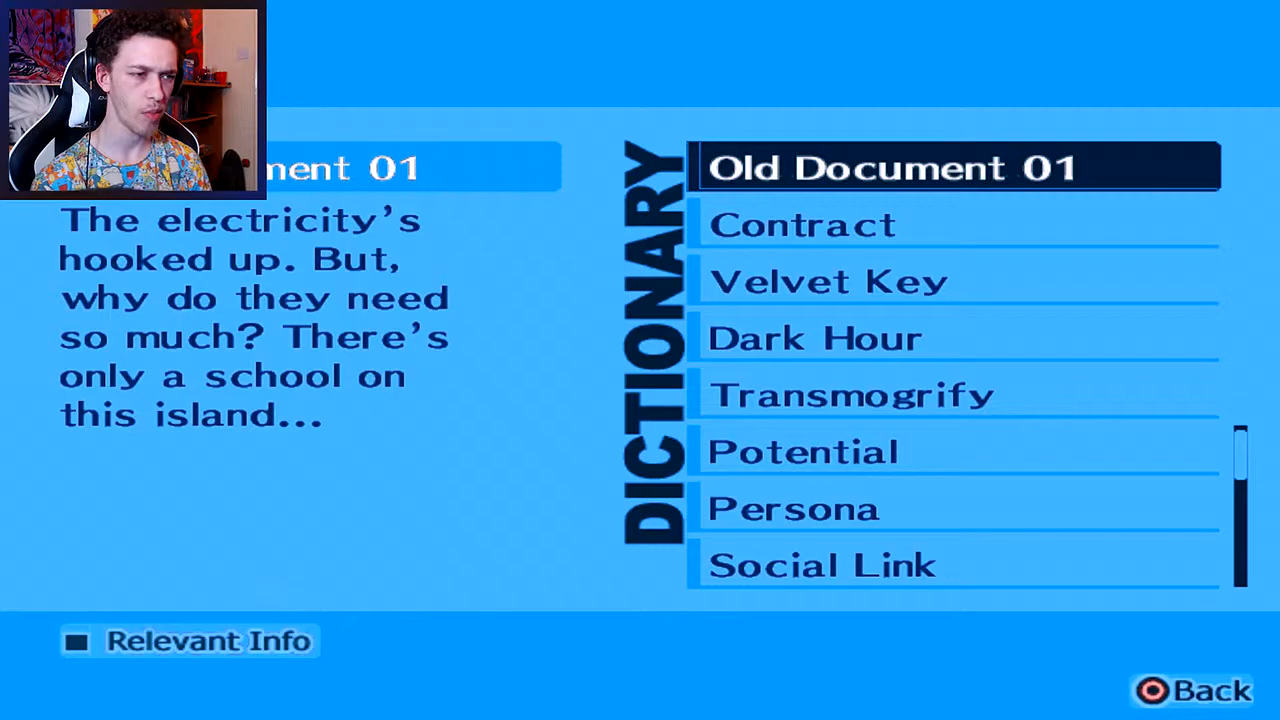 ment 01
The electricity's
hooked up. But,
why do they need
so much? There's
only a school on
this island...
DICTIONARY
Old Document 01
Contract
Velvet Key
Dark Hour
Transmogrify
Potential
Persona
Social Link
Relevant Info
Back